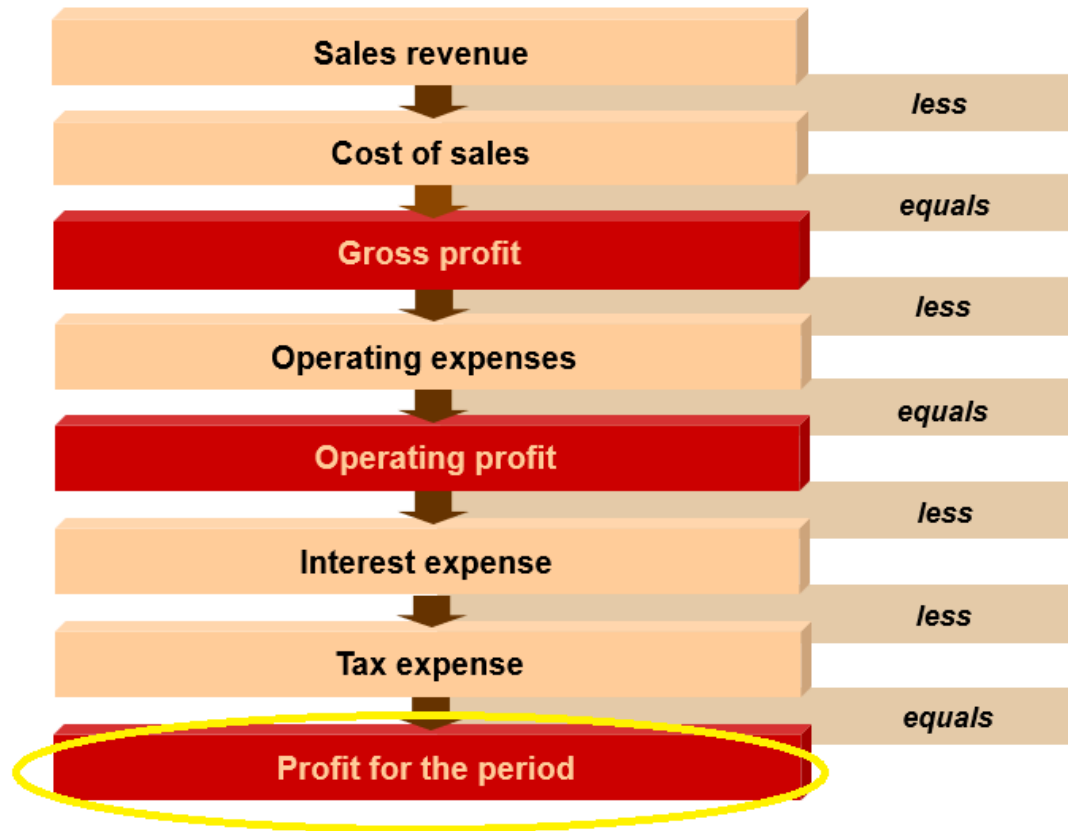 Sales revenue
less
Cost of sales
equals
Gross profit
less
Operating expenses
equals
Operating profit
less
Interest expense
less
Tax expense
equals
Profit for the period